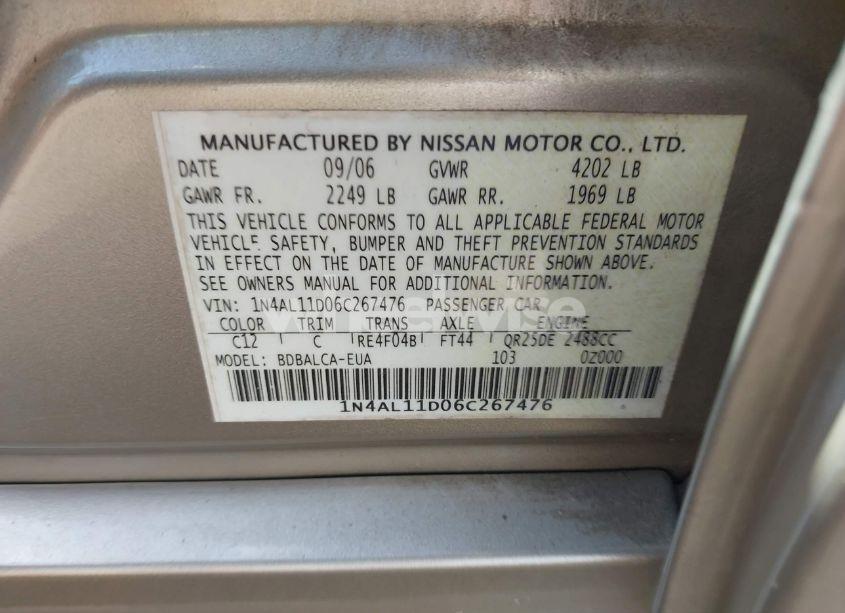 MANUFACTURED BY NISSAN MOTOR CO., LTD.
DATE 09/06 GVWR 4202 LB
GAWR FR. 2249 LB GAWR RR. 1969 LB
THIS VEHICLE CONFORMS TO ALL APPLICABLE FEDERAL MOTOR
VEHICLE SAFETY, BUMPER AND THEFT PREVENTION STANDARDS
IN EFFECT ON THE DATE OF MANUFACTURE SHOWN ABOVE.
SEE OWNERS MANUAL FOR ADDITIONAL INFORMATION.
VIN: 1N4AL11D06C267476 PASSENGER CAR
COLOR TRIM TRANS AXLE ENGINE
C12 C RE4F04B FT44 QR25DE 2488CC
MODEL: BDBALCA-EUA 103 0Z000
1N4AL11D06C267476